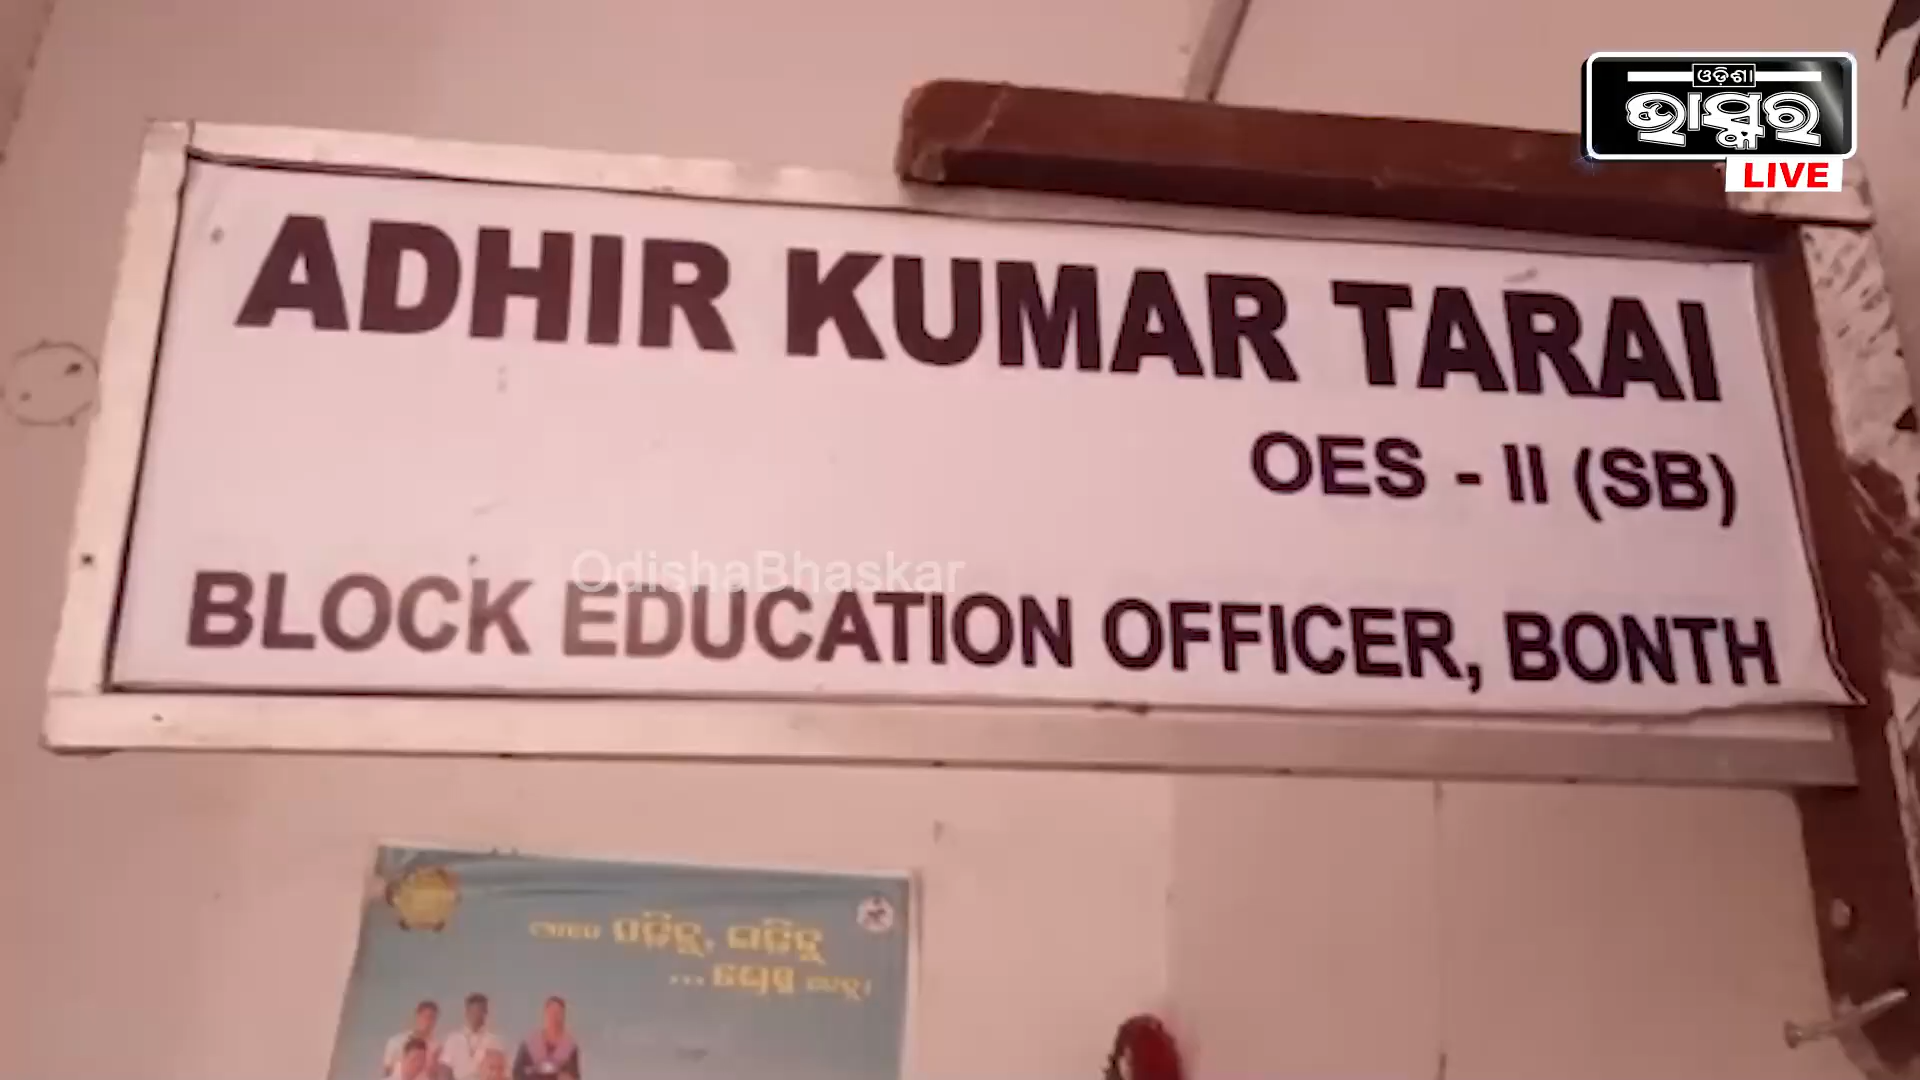 ଓଡ଼ିଶା
ଭାସ୍କର
LIVE
ADHIR KUMAR TARAI
OES - II (SB)
OdishaBhaskar
BLOCK EDUCATION OFFICER, BONTH